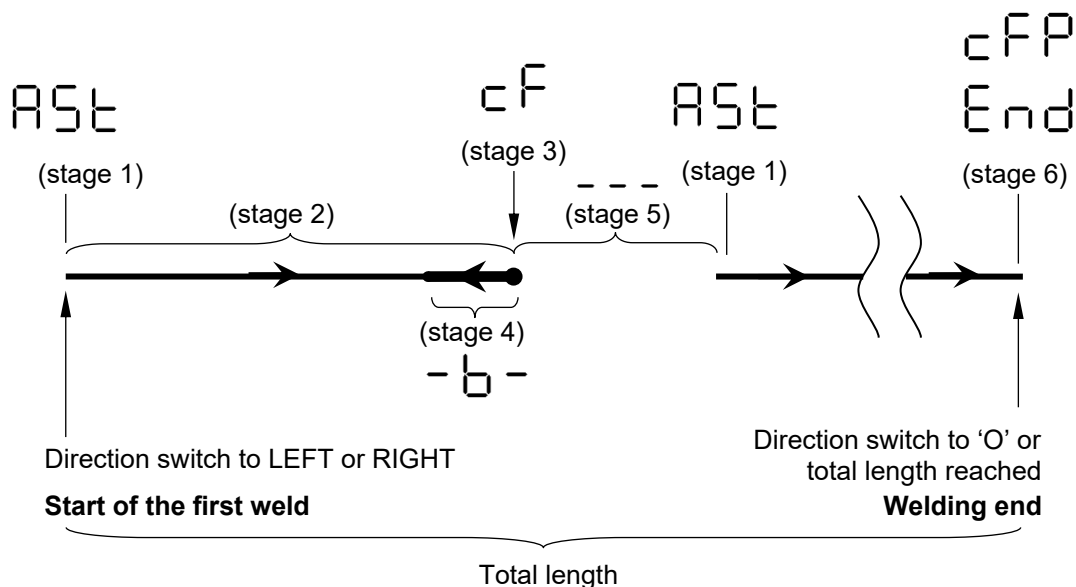 cFP
ASt
cF
ASt
End
(stage 1)
(stage 3)
(stage 1)
(stage 6)
- - -
(stage 2)
(stage 5)
(stage 4)
-b-
Direction switch to LEFT or RIGHT
Start of the first weld
Direction switch to ‘O’ or
total length reached
Welding end
Total length